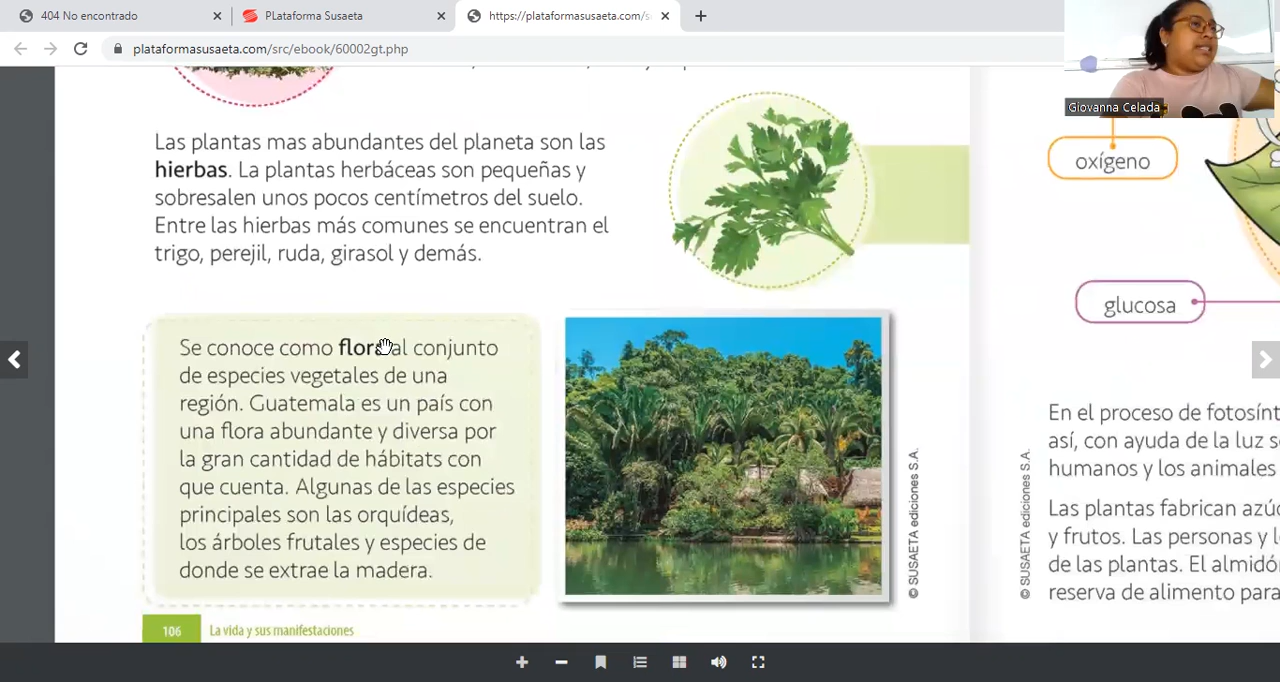 404 No encontrado
PLataforma Susaeta
https://plataformasusaeta.com/s
plataformasusaeta.com/src/ebook/60002gt.php
Giovanna Celada
Las plantas mas abundantes del planeta son las
hierbas. La plantas herbáceas son pequeñas y
sobresalen unos pocos centímetros del suelo.
Entre las hierbas más comunes se encuentran el
trigo, perejil, ruda, girasol y demás.
Se conoce como flora al conjunto
de especies vegetales de una
región. Guatemala es un país con
una flora abundante y diversa por
la gran cantidad de hábitats con
que cuenta. Algunas de las especies
principales son las orquídeas,
los árboles frutales y especies de
donde se extrae la madera.
© SUSAETA ediciones S.A.
106 La vida y sus manifestaciones
oxígeno
glucosa
© SUSAETA ediciones S.A.
En el proceso de fotosínt
así, con ayuda de la luz s
humanos y los animales
Las plantas fabrican azú
y frutos. Las personas y l
de las plantas. El almidó
reserva de alimento para